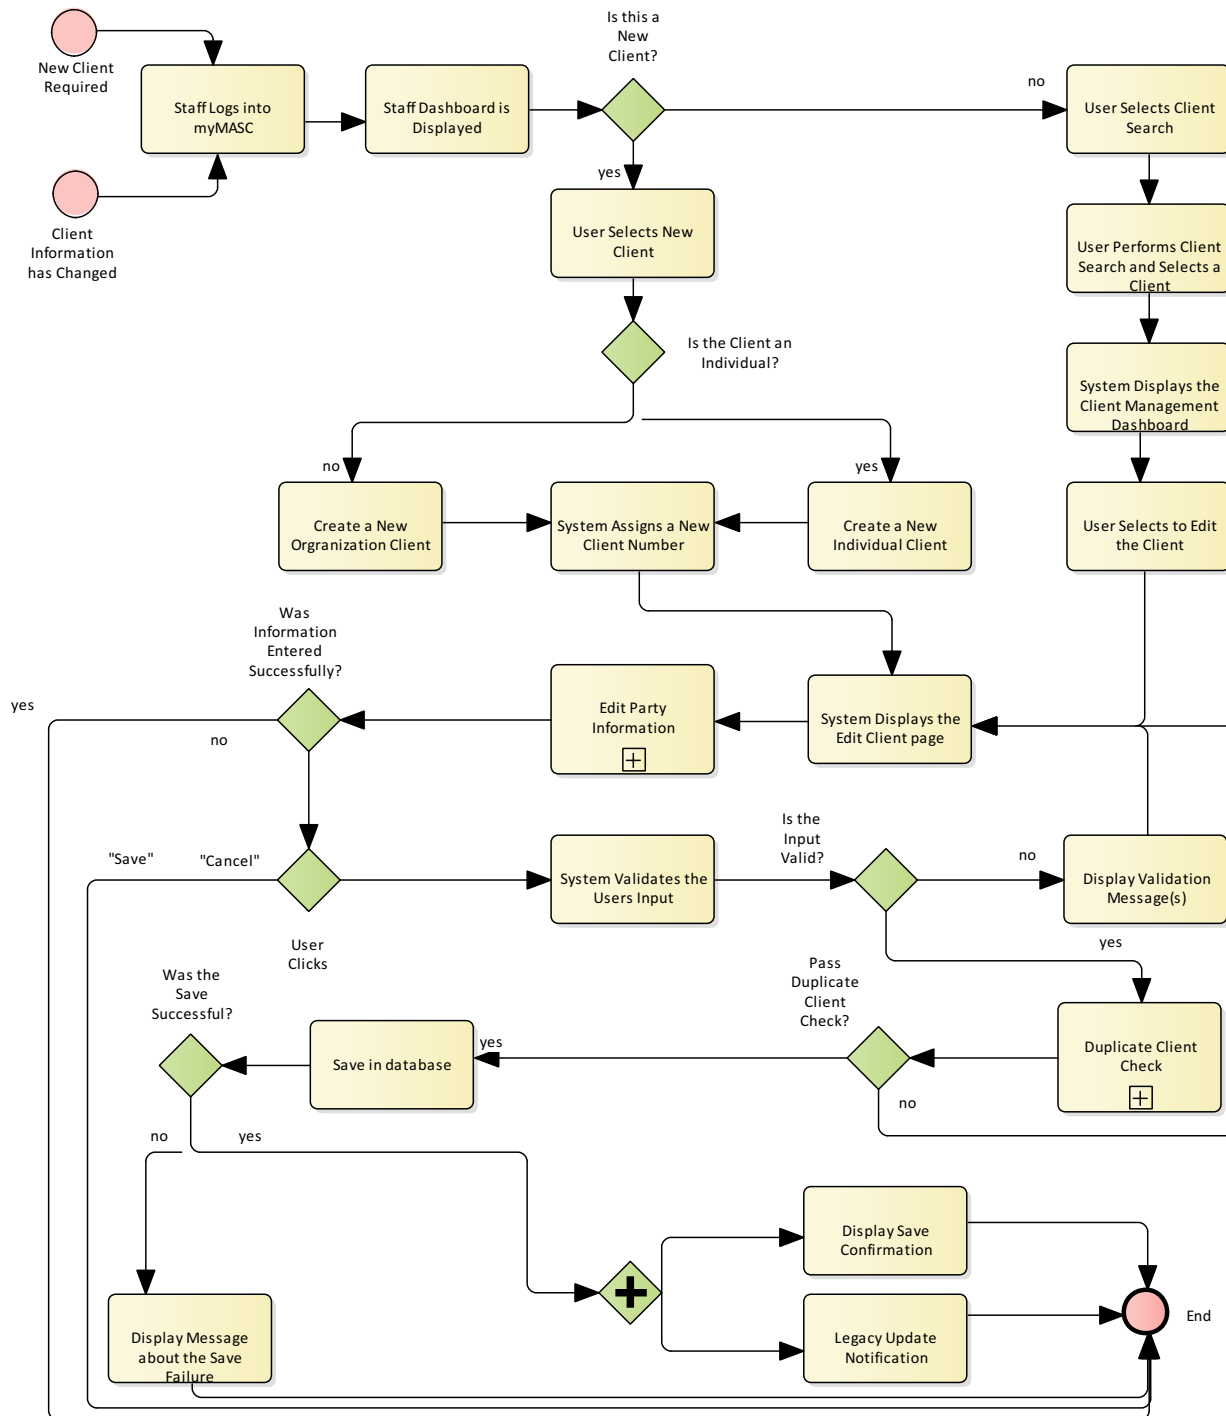 Is this a
New
Client?
New Client
Required
Staff Logs into
myMASC
Staff Dashboard is
Displayed
no
User Selects Client
Search
yes
Client
Information
has Changed
User Selects New
Client
User Performs Client
Search and Selects a
Client
Is the Client an
Individual?
System Displays the
Client Management
Dashboard
no
yes
Create a New
Orgranization Client
System Assigns a New
Client Number
Create a New
Individual Client
User Selects to Edit
the Client
Was
Information
Entered
Successfully?
yes
no
Edit Party
Information
System Displays the
Edit Client page
"Save"
"Cancel"
User
Clicks
System Validates the
Users Input
Is the
Input
Valid?
no
Display Validation
Message(s)
yes
Was the
Save
Successful?
Save in database
yes
Pass
Duplicate
Client
Check?
no
Duplicate Client
Check
no
yes
Display Save
Confirmation
Display Message
about the Save
Failure
Legacy Update
Notification
End